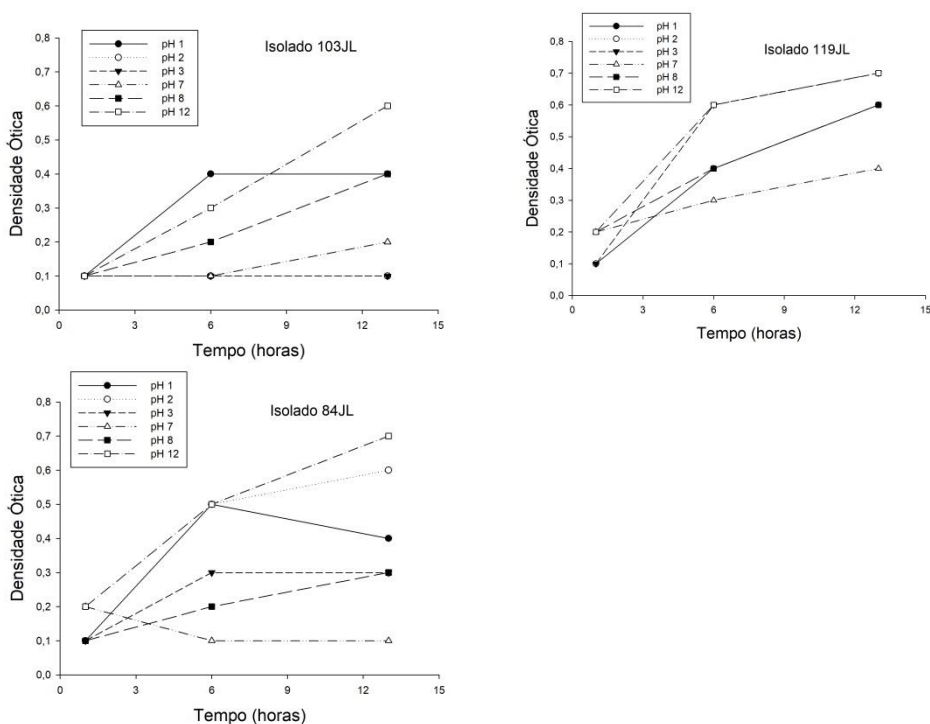 Isolado 103JL
pH 1
pH 2
pH 3
pH 7
pH 8
pH 12
Densidade Ótica
0,8
0,7
0,6
0,5
0,4
0,3
0,2
0,1
0,0
0 3 6 9 12 15
Tempo (horas)
Isolado 119JL
pH 1
pH 2
pH 3
pH 7
pH 8
pH 12
Densidade Ótica
0,8
0,7
0,6
0,5
0,4
0,3
0,2
0,1
0,0
0 3 6 9 12 15
Tempo (horas)
Isolado 84JL
pH 1
pH 2
pH 3
pH 7
pH 8
pH 12
Densidade Ótica
0,8
0,7
0,6
0,5
0,4
0,3
0,2
0,1
0,0
0 3 6 9 12 15
Tempo (horas)